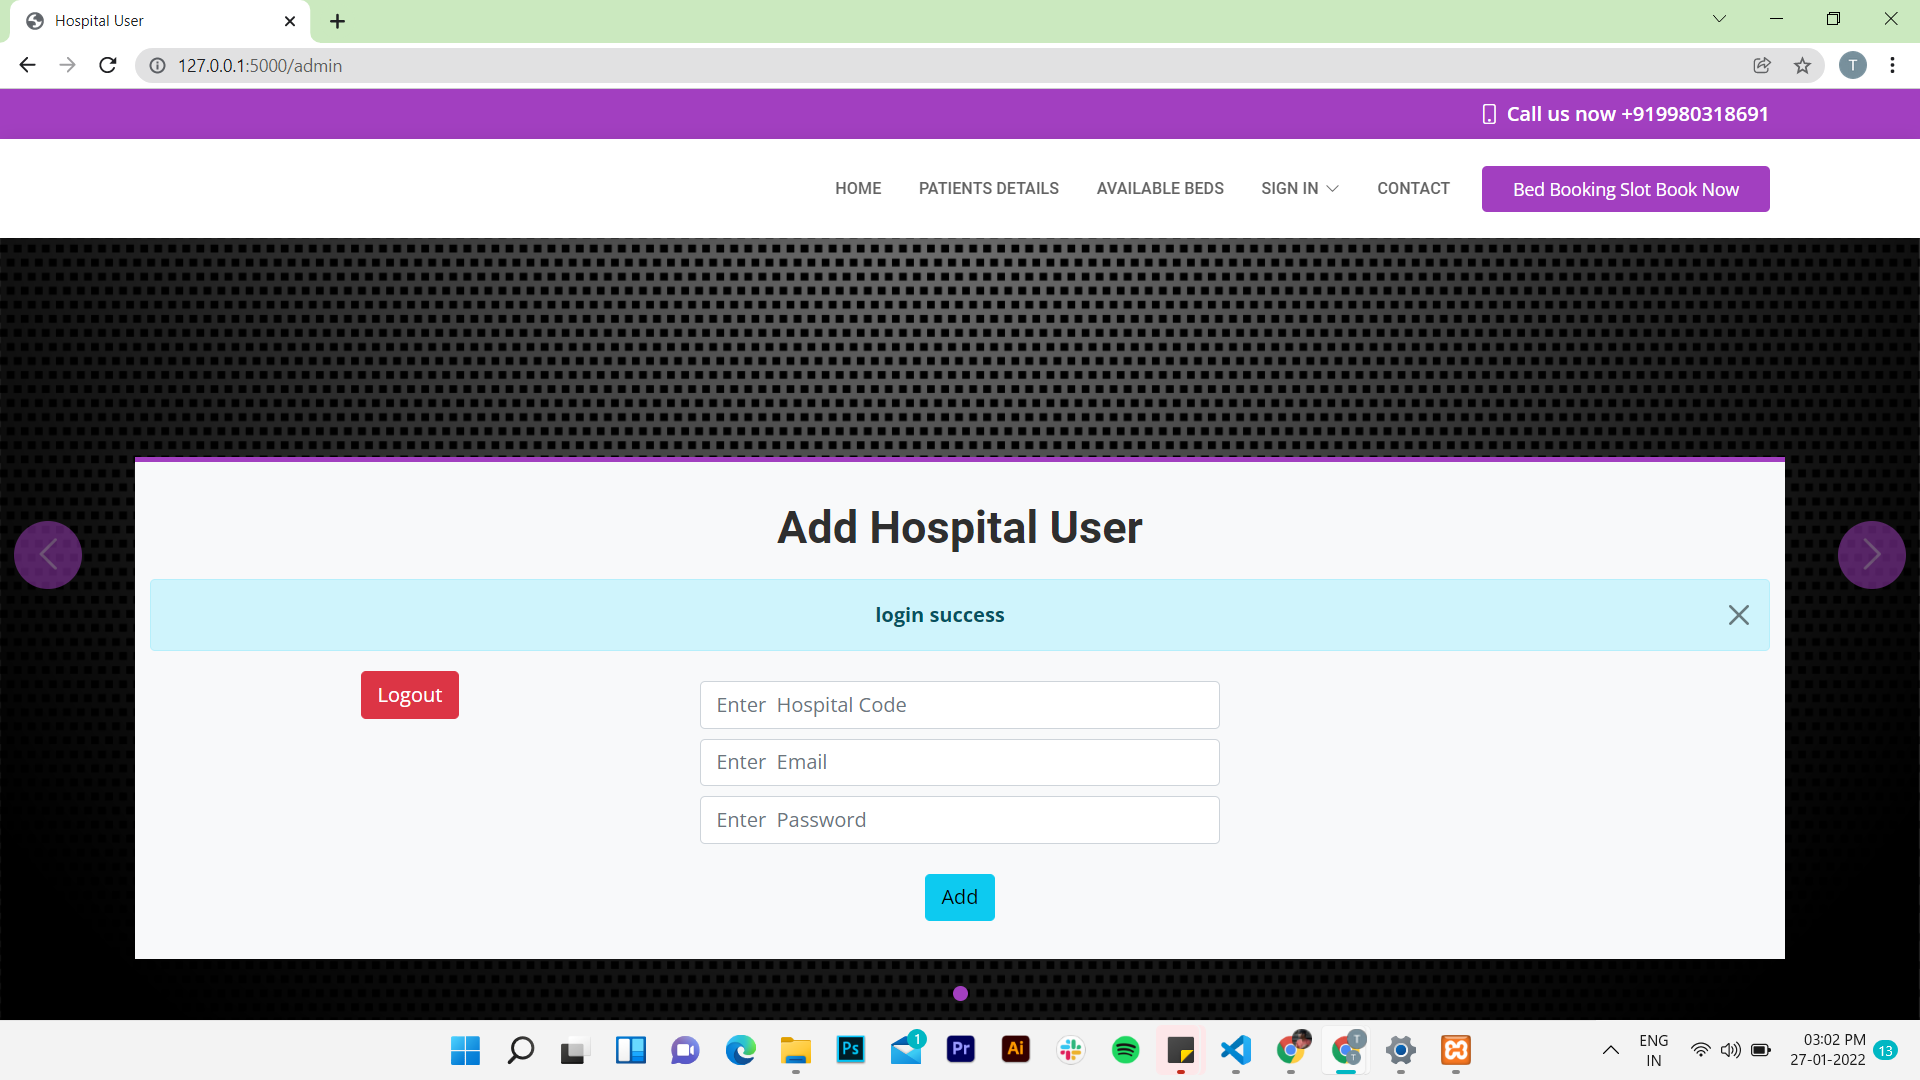 Hospital User
127.0.0.1:5000/admin
T
Call us now +919980318691
HOME PATIENTS DETAILS AVAILABLE BEDS SIGN IN CONTACT Bed Booking Slot Book Now
Add Hospital User
login success
Logout
Enter Hospital Code
Enter Email
Enter Password
Add
Ps
1
Pr
Ai
T
T
ENG
IN
03:02 PM
27-01-2022
13